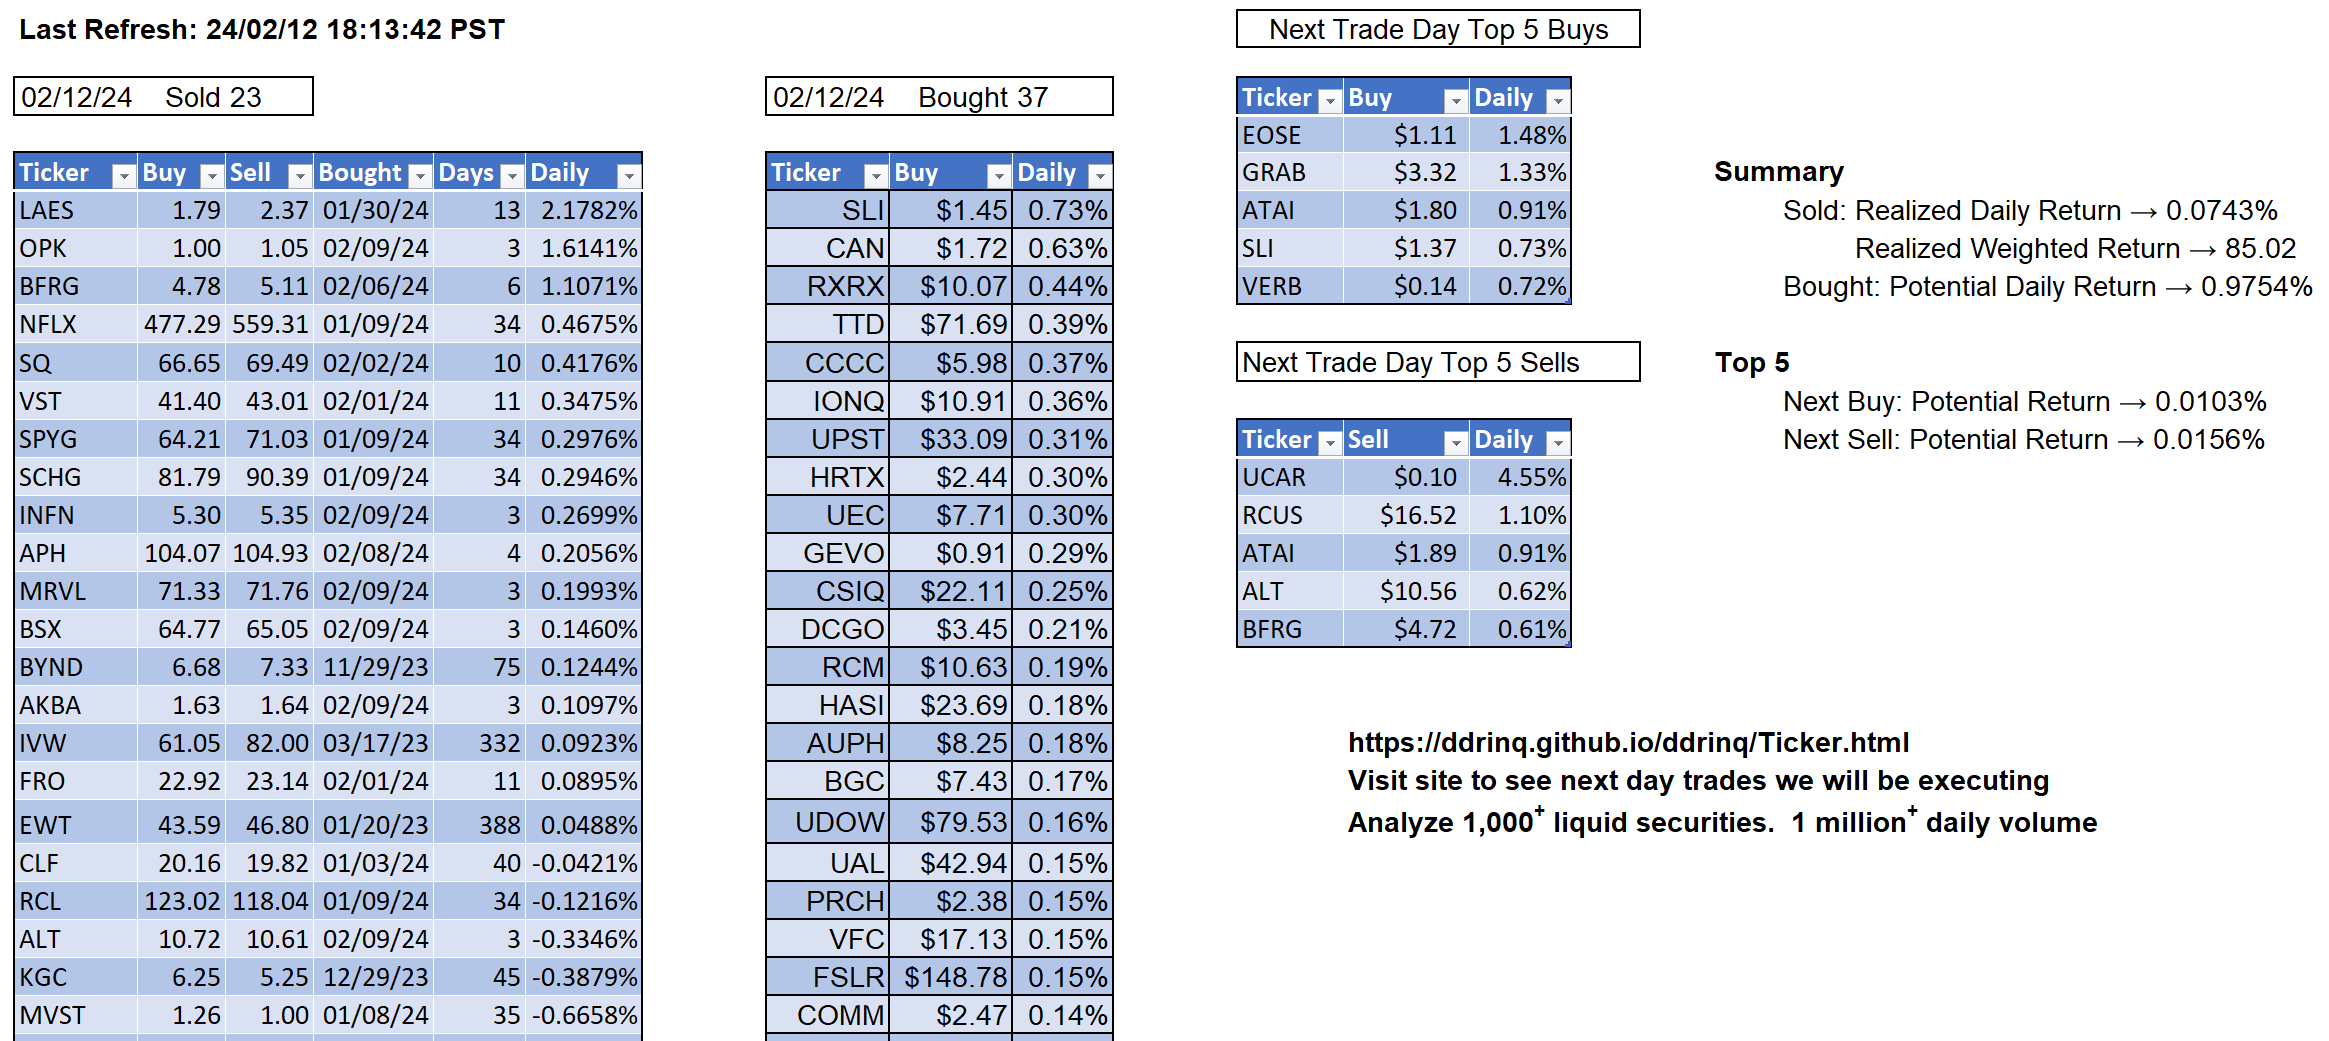 Last Refresh: 24/02/12 18:13:42 PST
02/12/24 Sold 23
Ticker Buy Sell Bought Days Daily
LAES 1.79 2.37 01/30/24 13 2.1782%
OPK 1.00 1.05 02/09/24 3 1.6141%
BFRG 4.78 5.11 02/06/24 6 1.1071%
NFLX 477.29 559.31 01/09/24 34 0.4675%
SQ 66.65 69.49 02/02/24 10 0.4176%
VST 41.40 43.01 02/01/24 11 0.3475%
SPYG 64.21 71.03 01/09/24 34 0.2976%
SCHG 81.79 90.39 01/09/24 34 0.2946%
INFN 5.30 5.35 02/09/24 3 0.2699%
APH 104.07 104.93 02/08/24 4 0.2056%
MRVL 71.33 71.76 02/09/24 3 0.1993%
BSX 64.77 65.05 02/09/24 3 0.1460%
BYND 6.68 7.33 11/29/23 75 0.1244%
AKBA 1.63 1.64 02/09/24 3 0.1097%
IVW 61.05 82.00 03/17/23 332 0.0923%
FRO 22.92 23.14 02/01/24 11 0.0895%
EWT 43.59 46.80 01/20/23 388 0.0488%
CLF 20.16 19.82 01/03/24 40 -0.0421%
RCL 123.02 118.04 01/09/24 34 -0.1216%
ALT 10.72 10.61 02/09/24 3 -0.3346%
KGC 6.25 5.25 12/29/23 45 -0.3879%
MVST 1.26 1.00 01/08/24 35 -0.6658%
02/12/24 Bought 37
Ticker Buy Daily
SLI $1.45 0.73%
CAN $1.72 0.63%
RXRX $10.07 0.44%
TTD $71.69 0.39%
CCCC $5.98 0.37%
IONQ $10.91 0.36%
UPST $33.09 0.31%
HRTX $2.44 0.30%
UEC $7.71 0.30%
GEVO $0.91 0.29%
CSIQ $22.11 0.25%
DCGO $3.45 0.21%
RCM $10.63 0.19%
HASI $23.69 0.18%
AUPH $8.25 0.18%
BGC $7.43 0.17%
UDOW $79.53 0.16%
UAL $42.94 0.15%
PRCH $2.38 0.15%
VFC $17.13 0.15%
FSLR $148.78 0.15%
COMM $2.47 0.14%
Next Trade Day Top 5 Buys
Ticker Buy Daily
EOSE $1.11 1.48%
GRAB $3.32 1.33%
ATAI $1.80 0.91%
SLI $1.37 0.73%
VERB $0.14 0.72%
Next Trade Day Top 5 Sells
Ticker Sell Daily
UCAR $0.10 4.55%
RCUS $16.52 1.10%
ATAI $1.89 0.91%
ALT $10.56 0.62%
BFRG $4.72 0.61%
Summary
Sold: Realized Daily Return → 0.0743%
Realized Weighted Return → 85.02
Bought: Potential Daily Return → 0.9754%
Top 5
Next Buy: Potential Return → 0.0103%
Next Sell: Potential Return → 0.0156%
https://ddrinq.github.io/ddrinq/Ticker.html
Visit site to see next day trades we will be executing
Analyze 1,000⁺ liquid securities. 1 million⁺ daily volume